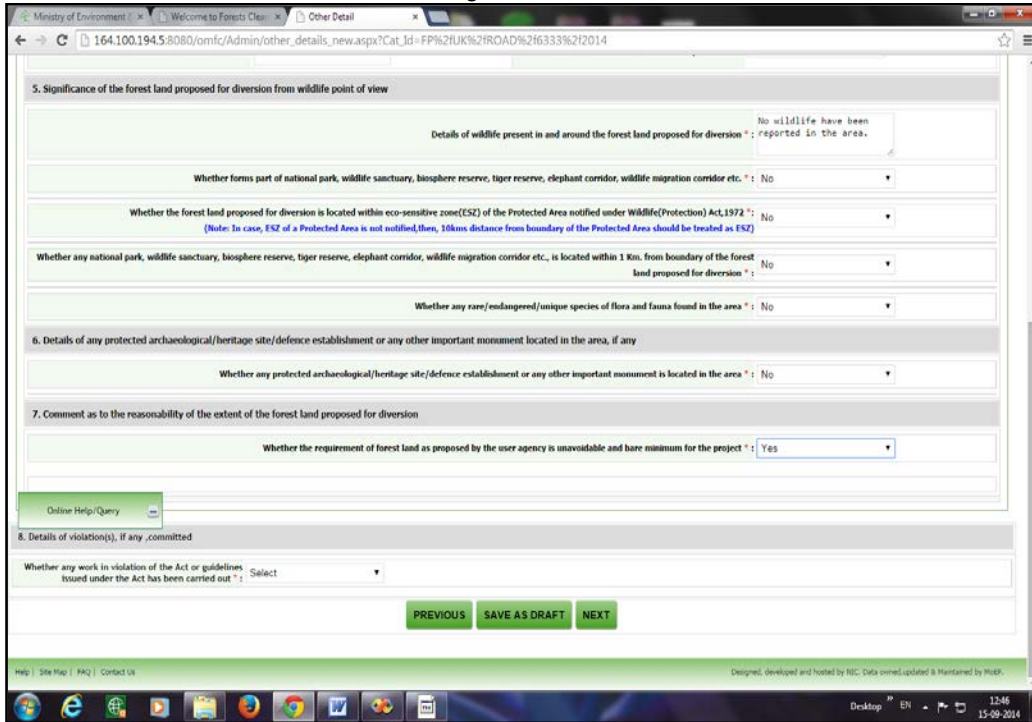 Ministry of Environment &
Welcome to Forests Clear
Other Detail
164.100.194.5:8080/omfc/Admin/other_details_new.aspx?Cat_Id=FP%2fUK%2fROAD%2f6333%2f2014
5. Significance of the forest land proposed for diversion from wildlife point of view
Details of wildlife present in and around the forest land proposed for diversion * :
No wildlife have been
reported in the area.
Whether forms part of national park, wildlife sanctuary, biosphere reserve, tiger reserve, elephant corridor, wildlife migration corridor etc. * : No
Whether the forest land proposed for diversion is located within eco-sensitive zone(ESZ) of the Protected Area notified under Wildlife(Protection) Act,1972 * : No
(Note: In case, ESZ of a Protected Area is not notified,then, 10kms distance from boundary of the Protected Area should be treated as ESZ)
Whether any national park, wildlife sanctuary, biosphere reserve, tiger reserve, elephant corridor, wildlife migration corridor etc., is located within 1 Km. from boundary of the forest
land proposed for diversion * : No
Whether any rare/endangered/unique species of flora and fauna found in the area * : No
6. Details of any protected archaeological/heritage site/defence establishment or any other important monument located in the area, if any
Whether any protected archaeological/heritage site/defence establishment or any other important monument is located in the area * : No
7. Comment as to the reasonability of the extent of the forest land proposed for diversion
Whether the requirement of forest land as proposed by the user agency is unavoidable and bare minimum for the project * : Yes
Online Help/Query
8. Details of violation(s), if any ,committed
Whether any work in violation of the Act or guidelines
issued under the Act has been carried out * : Select
PREVIOUS SAVE AS DRAFT NEXT
Help | Site Map | FAQ | Contact Us
Designed, developed and hosted by NIC. Data owned,updated & Maintained by MoEF.
Desktop EN 12:46
15-09-2014